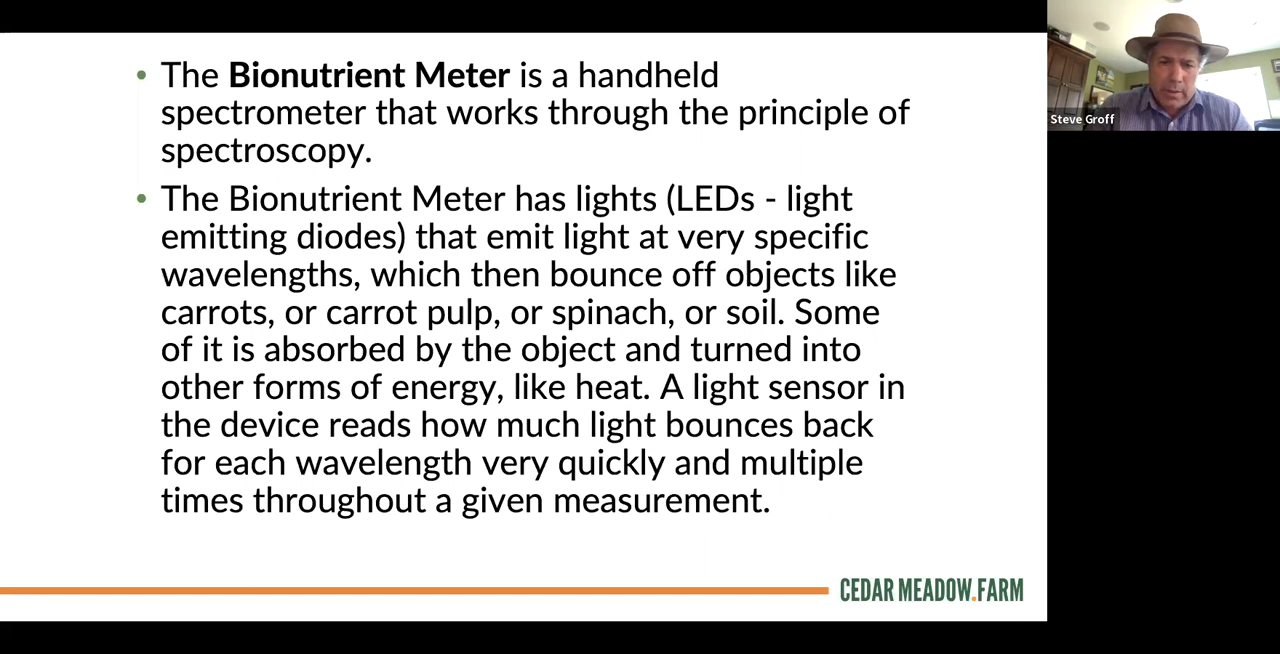 • The Bionutrient Meter is a handheld
spectrometer that works through the principle of
spectroscopy.
• The Bionutrient Meter has lights (LEDs - light
emitting diodes) that emit light at very specific
wavelengths, which then bounce off objects like
carrots, or carrot pulp, or spinach, or soil. Some
of it is absorbed by the object and turned into
other forms of energy, like heat. A light sensor in
the device reads how much light bounces back
for each wavelength very quickly and multiple
times throughout a given measurement.
CEDAR MEADOW.FARM
Steve Groff